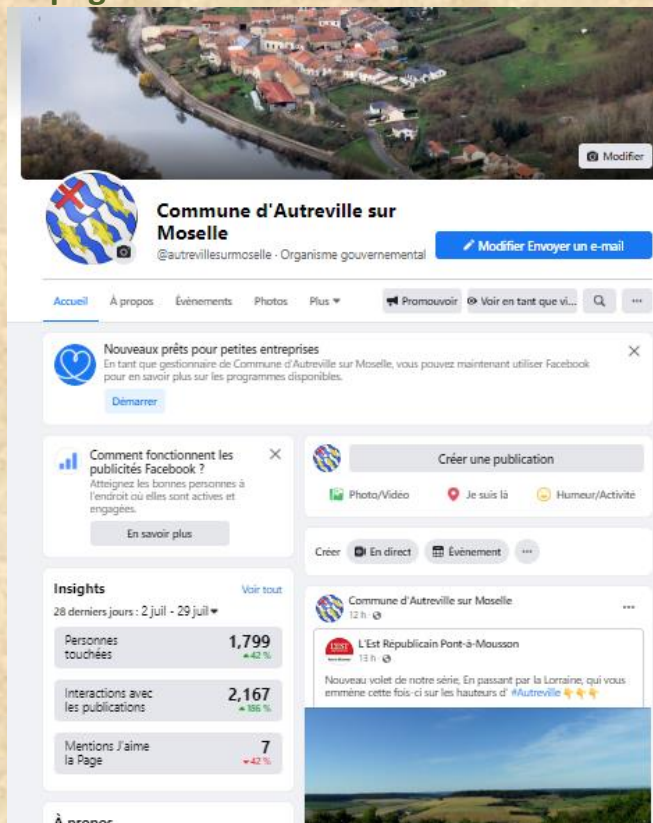 Modifier
Commune d'Autreville sur
Moselle
@autrevillesurmoselle · Organisme gouvernemental
Modifier Envoyer un e-mail
Accueil À propos Évènements Photos Plus Promouvoir Voir en tant que vi... ...
Nouveaux prêts pour petites entreprises
En tant que gestionnaire de Commune d'Autreville sur Moselle, vous pouvez maintenant utiliser Facebook
pour en savoir plus sur les programmes disponibles.
Démarrer
Comment fonctionnent les
publicités Facebook ?
Atteignez les bonnes personnes à
l'endroit où elles sont actives et
engagées.
En savoir plus
Insights Voir tout
28 derniers jours : 2 juil - 29 juil
Personnes
touchées
1,799
42 %
Interactions avec
les publications
2,167
186 %
Mentions J'aime
la Page
7
42 %
À propos
Créer une publication
Photo/Vidéo Je suis là Humeur/Activité
Créer En direct Évènement ...
Commune d'Autreville sur Moselle
12 h ·
...
L'Est Républicain Pont-à-Mousson
13 h ·
Nouveau volet de notre série, En passant par la Lorraine, qui vous
emmène cette fois-ci sur les hauteurs d' #Autreville 👇👇👇